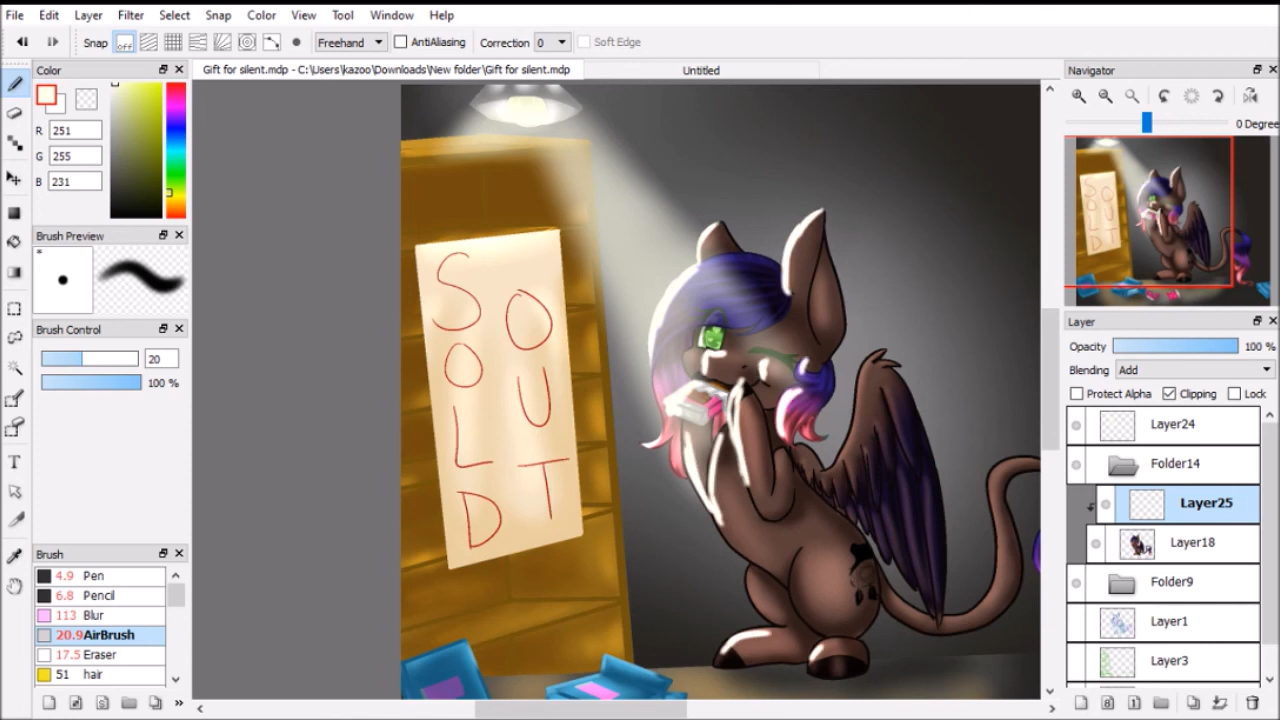 File Edit Layer Filter Select Snap Color View Tool Window Help
Snap off Freehand AntiAliasing Correction 0 Soft Edge
Color
Gift for silent.mdp - C:\Users\kazoo\Downloads\New folder\Gift for silent.mdp
Untitled
Navigator
R 251
G 255
B 231
0 Degree
Brush Preview
*
Brush Control
20
100 %
SOLD
OUT
Layer
Opacity 100 %
Blending Add
Protect Alpha Clipping Lock
Layer24
Folder14
Layer25
Layer18
Folder9
Layer1
Layer3
Brush
4.9 Pen
6.8 Pencil
113 Blur
20.9 AirBrush
17.5 Eraser
51 hair